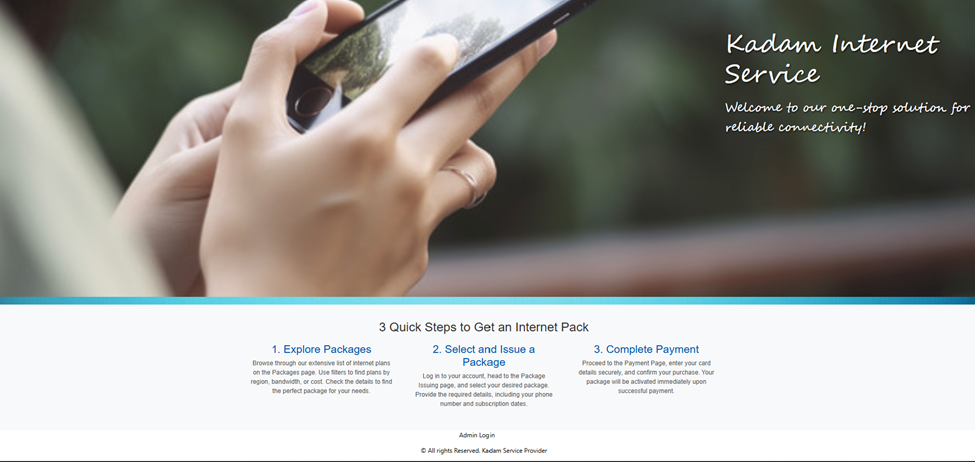 Kadam Internet
Service
Welcome to our one-stop solution for
reliable connectivity!
3 Quick Steps to Get an Internet Pack
1. Explore Packages
Browse through our extensive list of internet plans
on the Packages page. Use filters to find plans by
region, bandwidth, or cost. Check the details to find
the perfect package for your needs.
2. Select and Issue a
Package
Log in to your account, head to the Package
Issuing page, and select your desired package.
Provide the required details, including your phone
number and subscription dates.
3. Complete Payment
Proceed to the Payment Page, enter your card
details securely, and confirm your purchase. Your
package will be activated immediately upon
successful payment.
Admin Login
© All rights Reserved. Kadam Service Provider